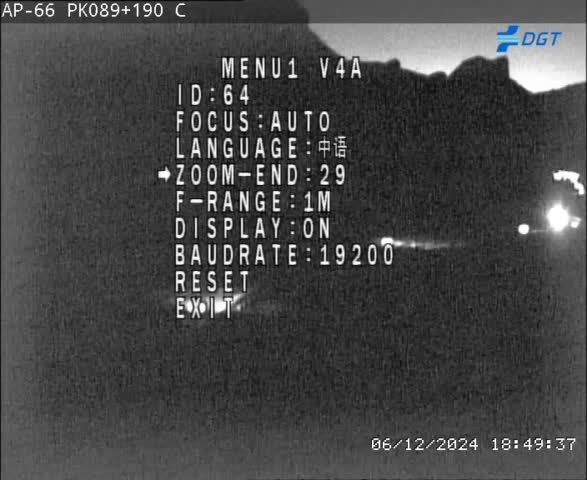 AP-66 PK089+190 C
DGT
MENU1 V4A
ID:64
FOCUS:AUTO
LANGUAGE:中语
ZOOM-END:29
F-RANGE:1M
DISPLAY:ON
BAUDRATE:19200
RESET
EXIT
06/12/2024 18:49:37